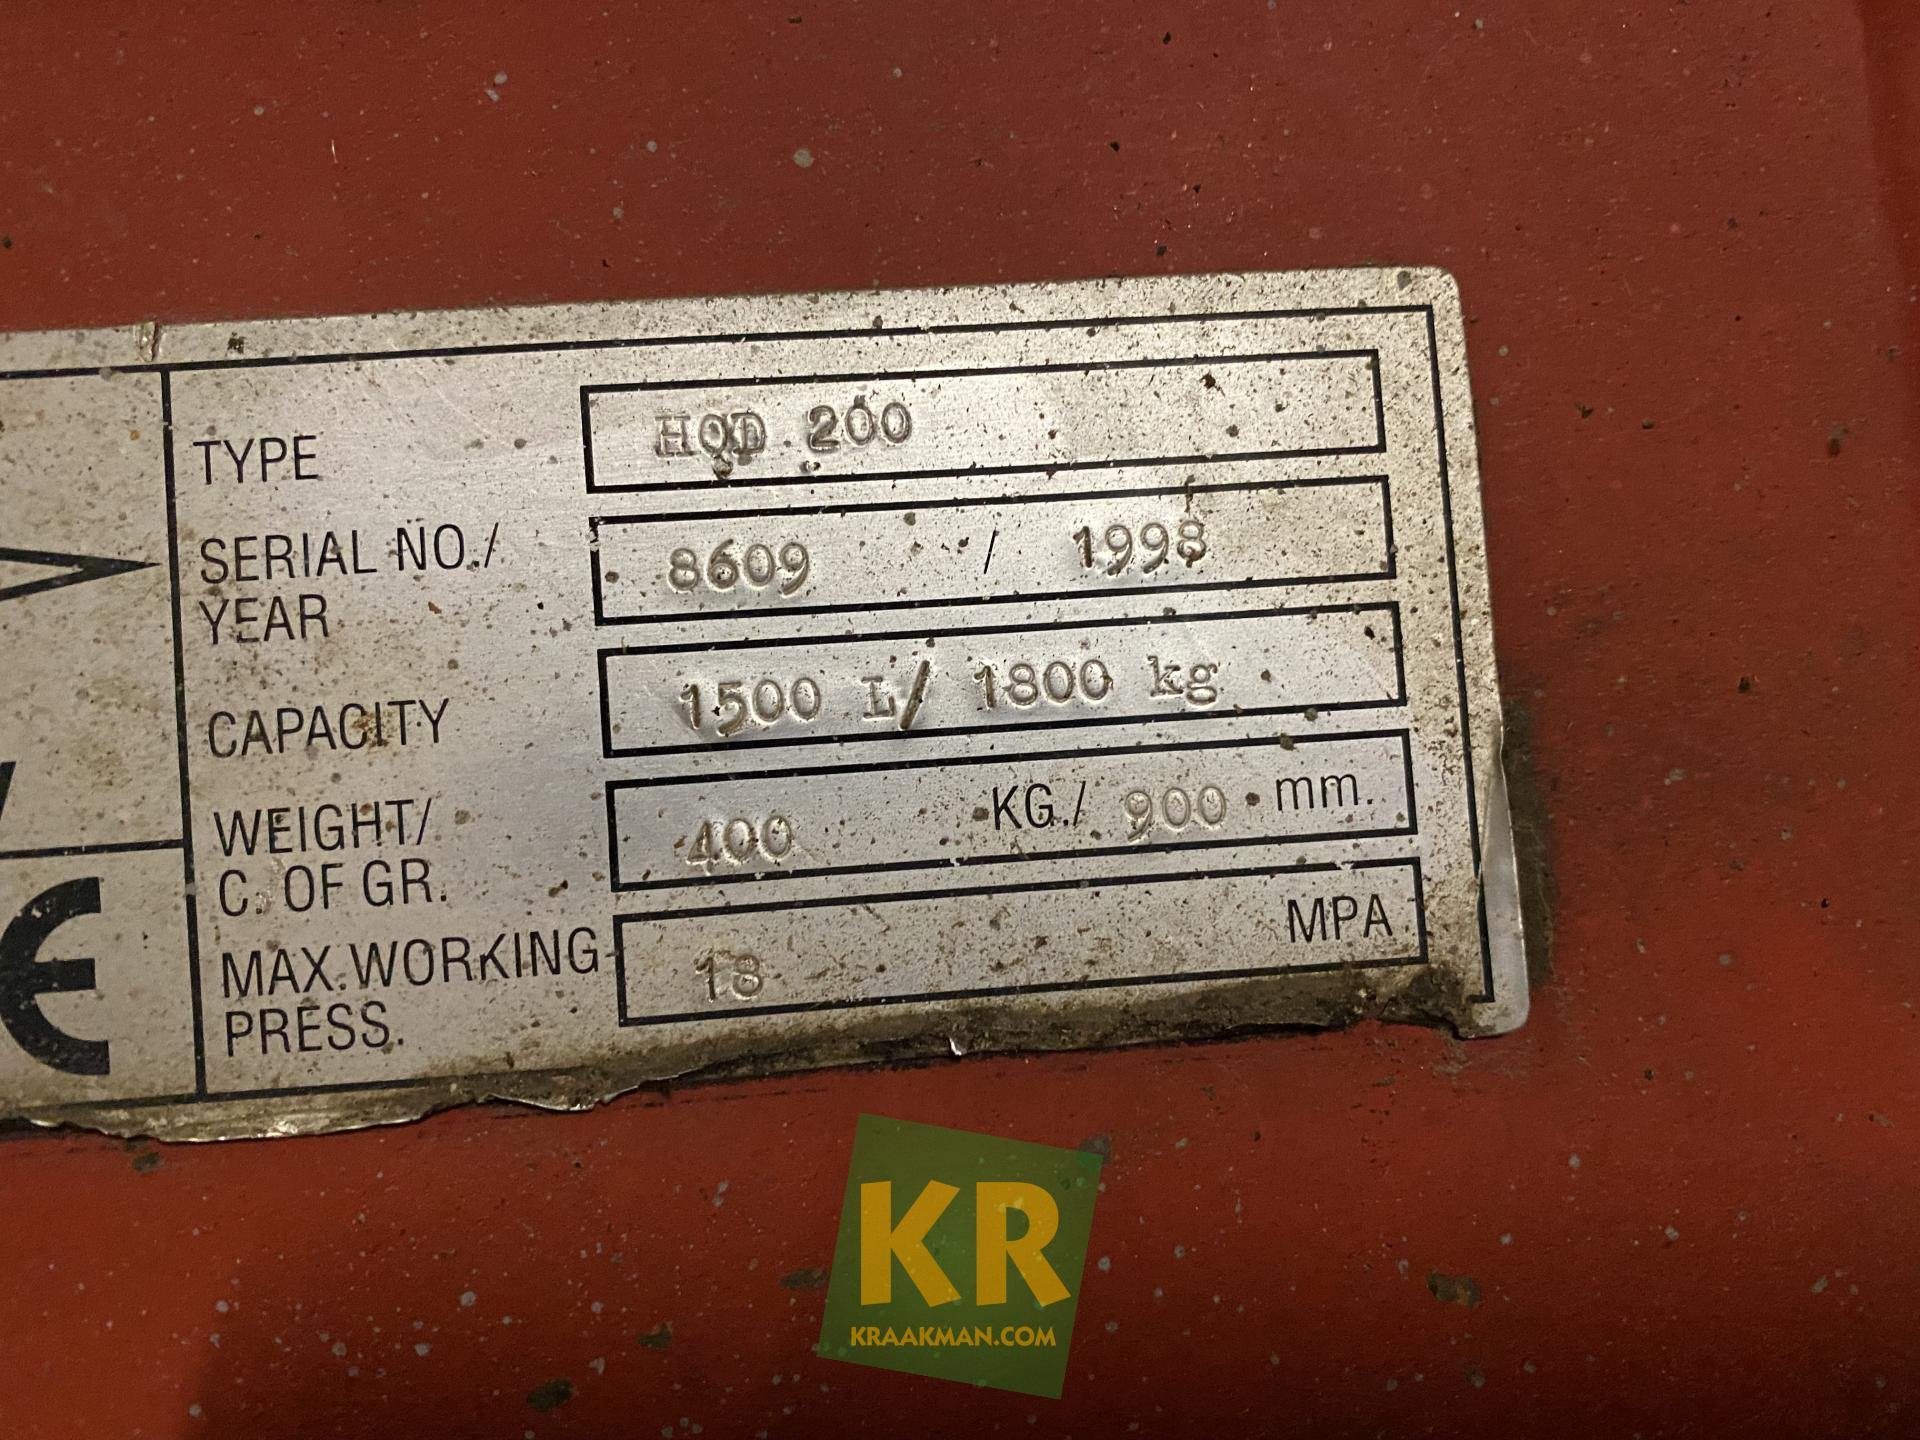 TYPE HQD 200
SERIAL NO./ 8609 / 1998
YEAR
CAPACITY 1500 L/ 1800 kg
WEIGHT/ 400 KG./ 900 mm.
C. OF GR.
MAX. WORKING 18 MPA
PRESS.
CE
KR
KRAAKMAN.COM